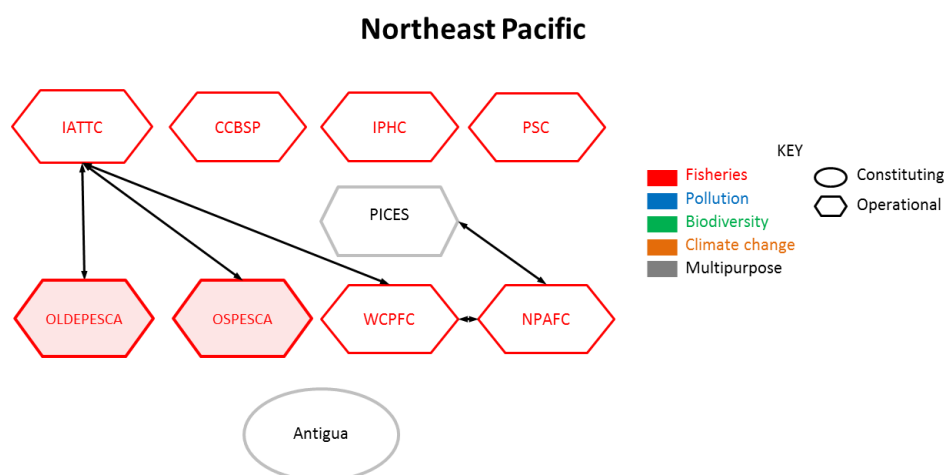 Northeast Pacific
IATTC
CCBSP
IPHC
PSC
KEY
Fisheries
Constituting
Pollution
Operational
Biodiversity
Climate change
Multipurpose
PICES
OLDEPESCA
OSPESCA
WCPFC
NPAFC
Antigua